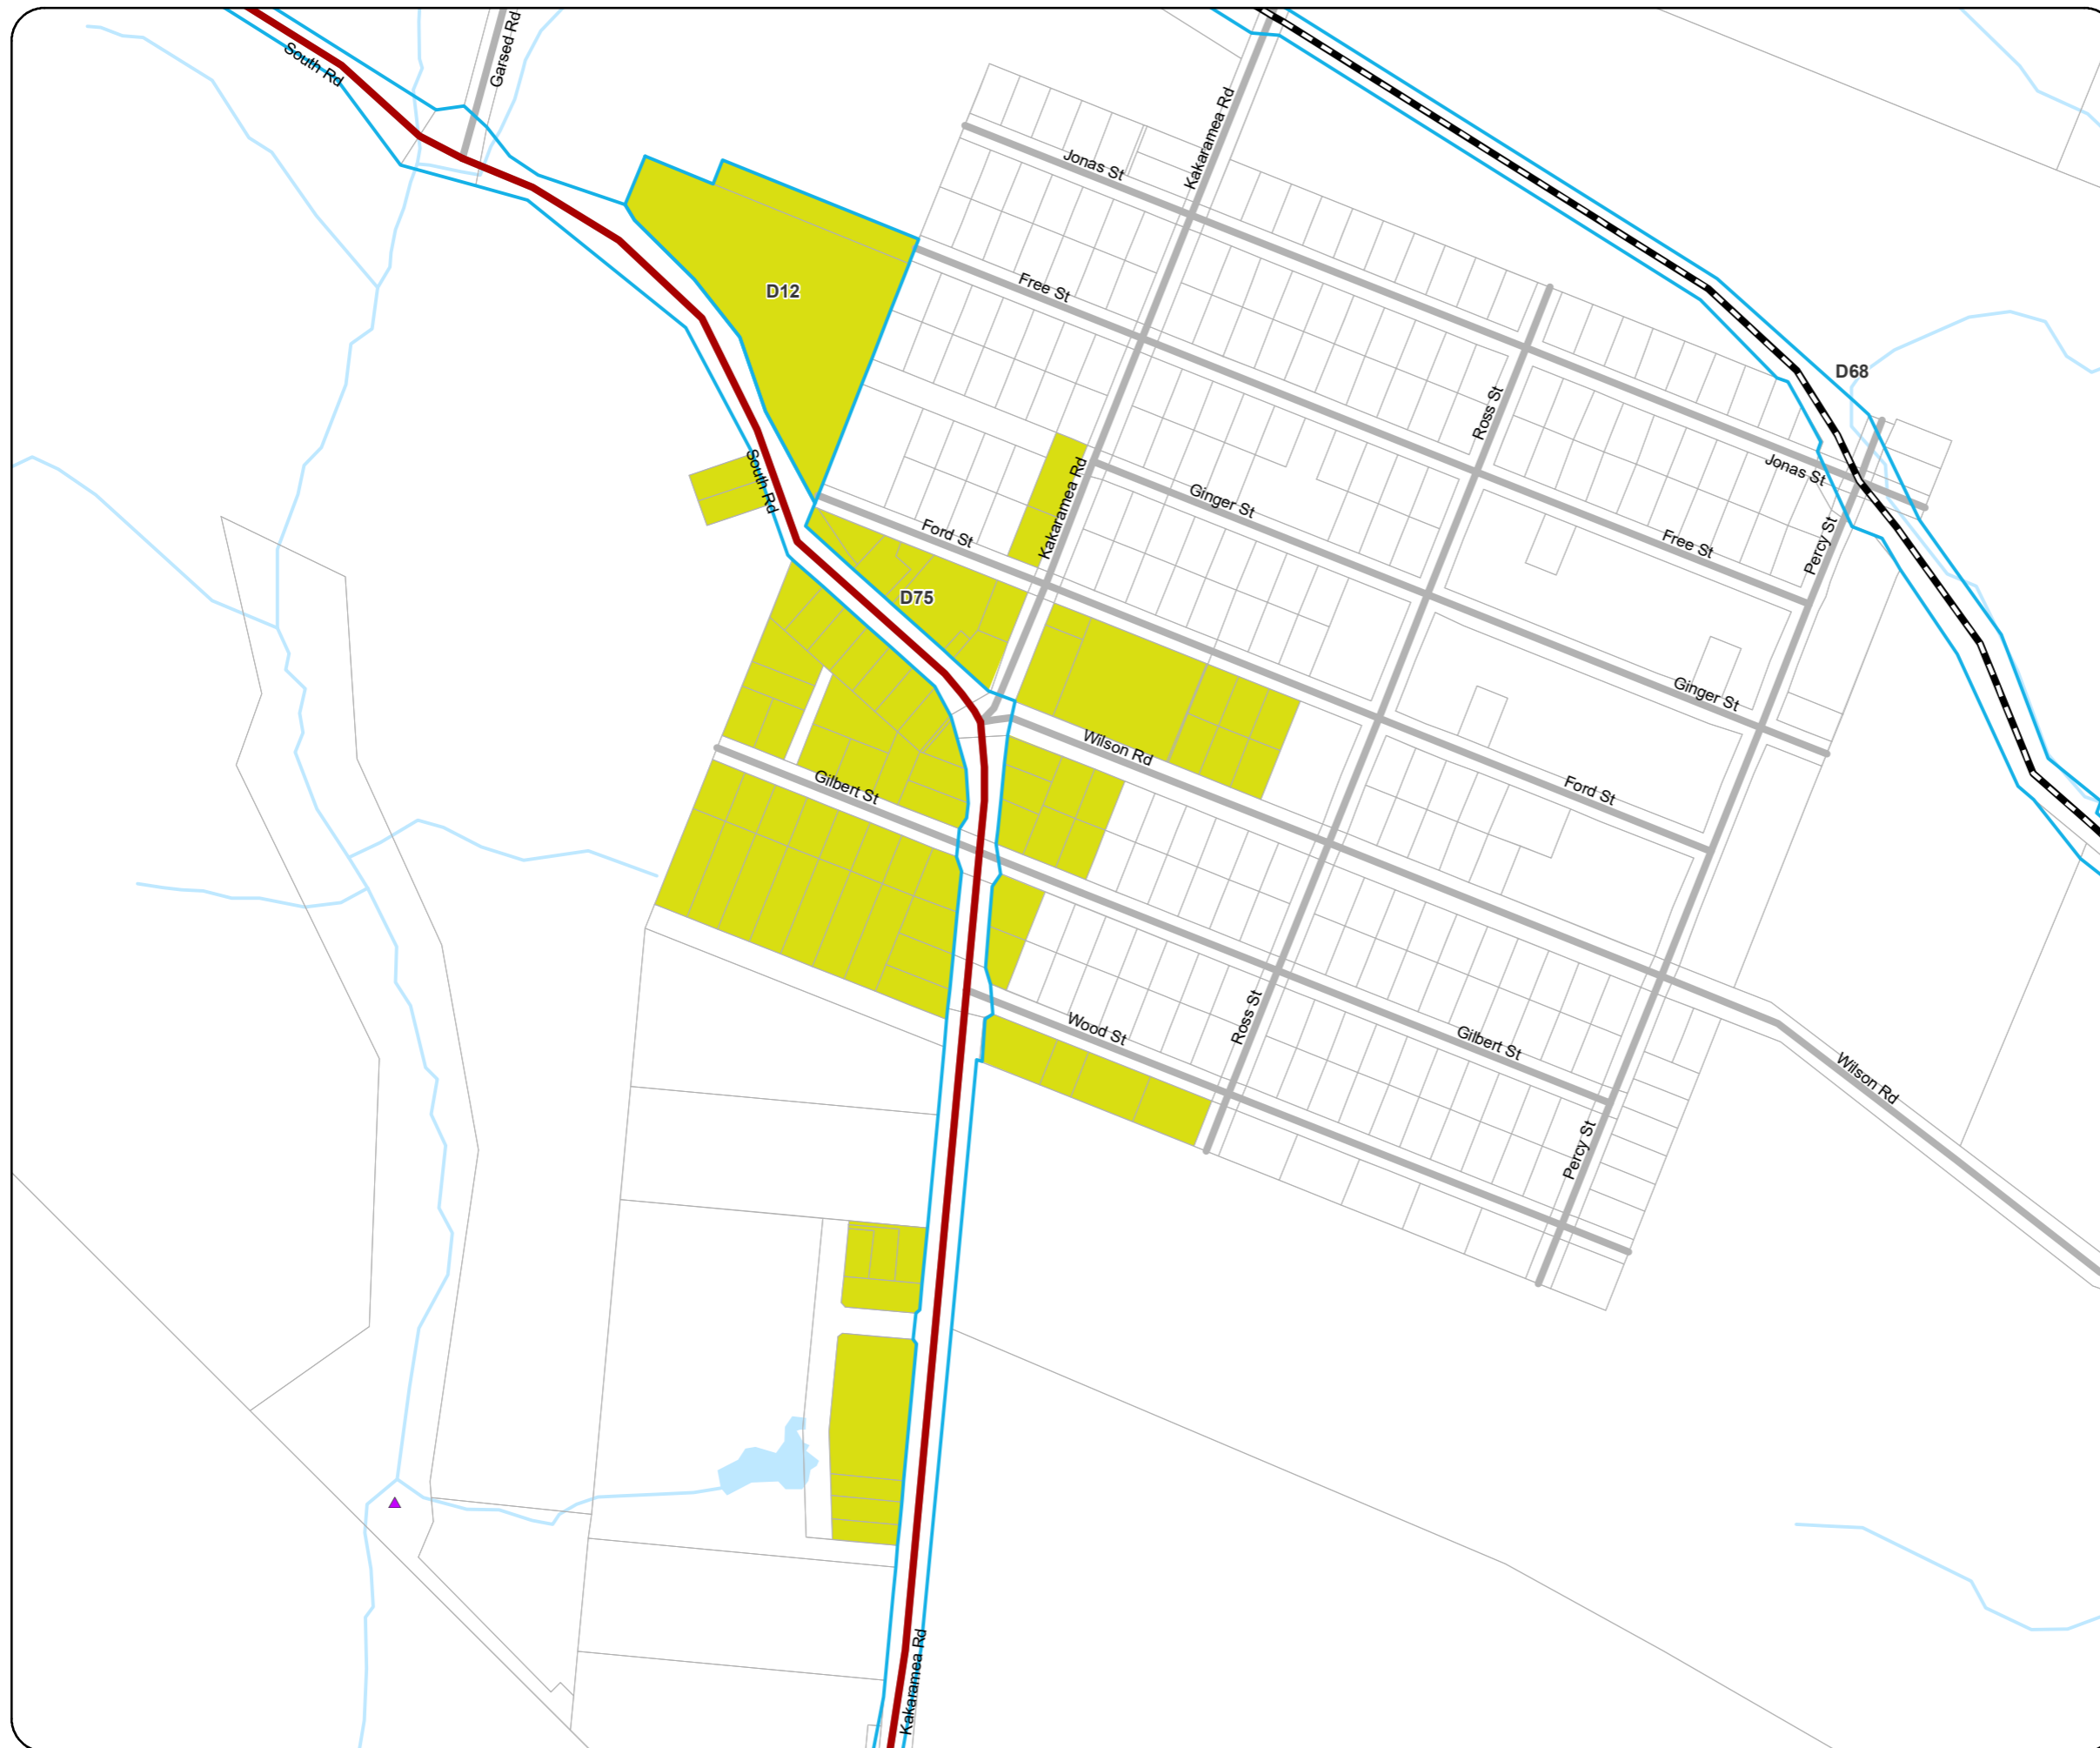 South Rd
Garsed Rd
Kakaramea Rd
Jonas St
D12
Free St
D68
Ross St
South Rd
Kakaramea Rd
Ginger St
Jonas St
Ford St
Percy St
Free St
D75
Ginger St
Wilson Rd
Gilbert St
Ford St
Wood St
Ross St
Gilbert St
Wilson Rd
Percy St
Kakaramea Rd